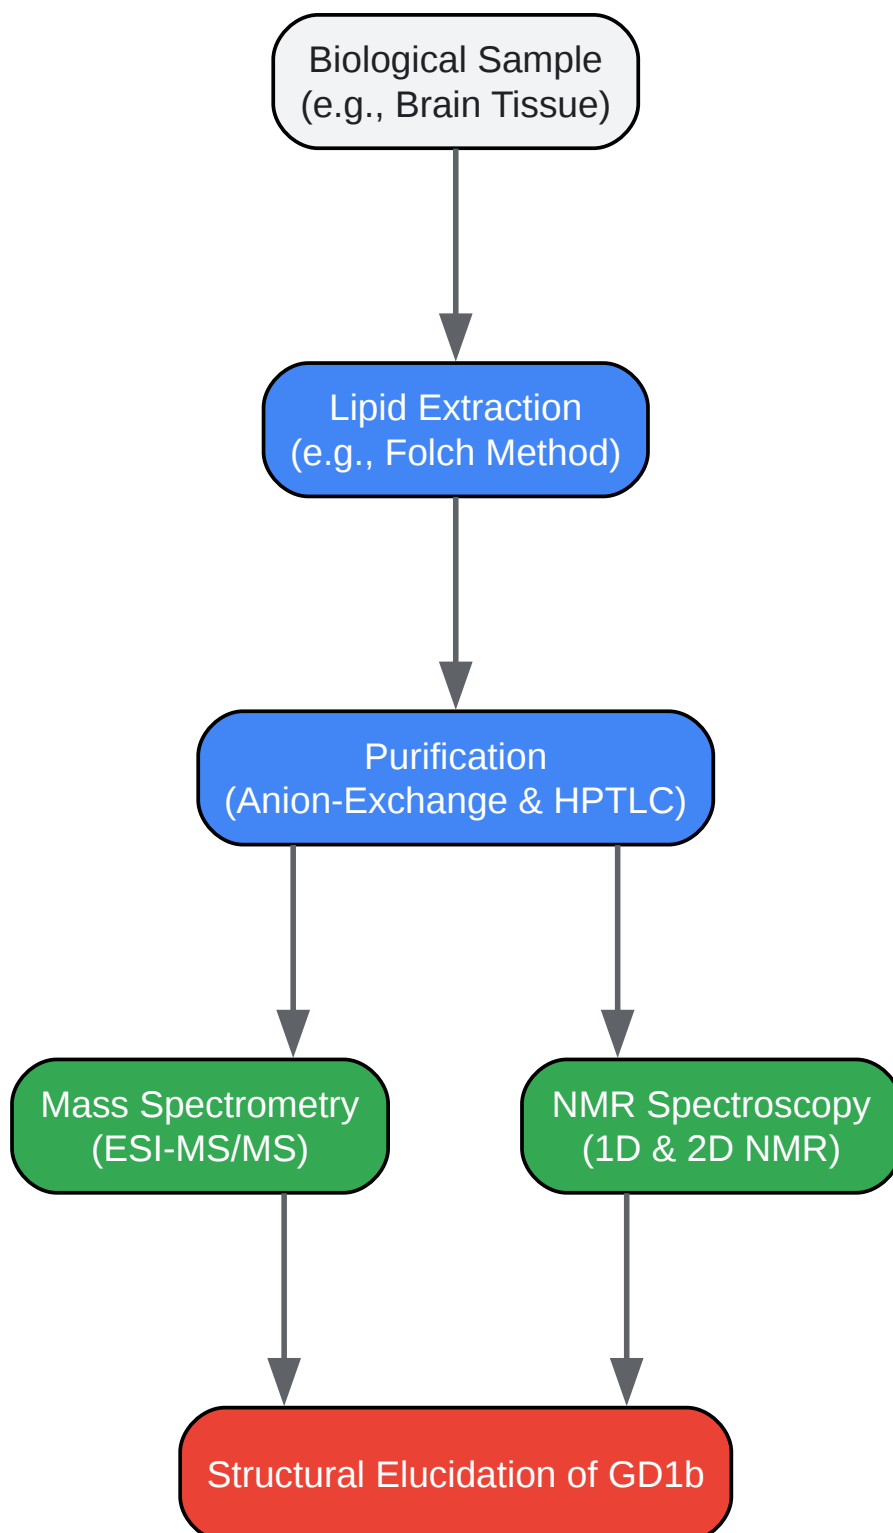 Biological Sample
(e.g., Brain Tissue)
Lipid Extraction
(e.g., Folch Method)
Purification
(Anion-Exchange & HPTLC)
Mass Spectrometry
(ESI-MS/MS)
NMR Spectroscopy
(1D & 2D NMR)
Structural Elucidation of GD1b